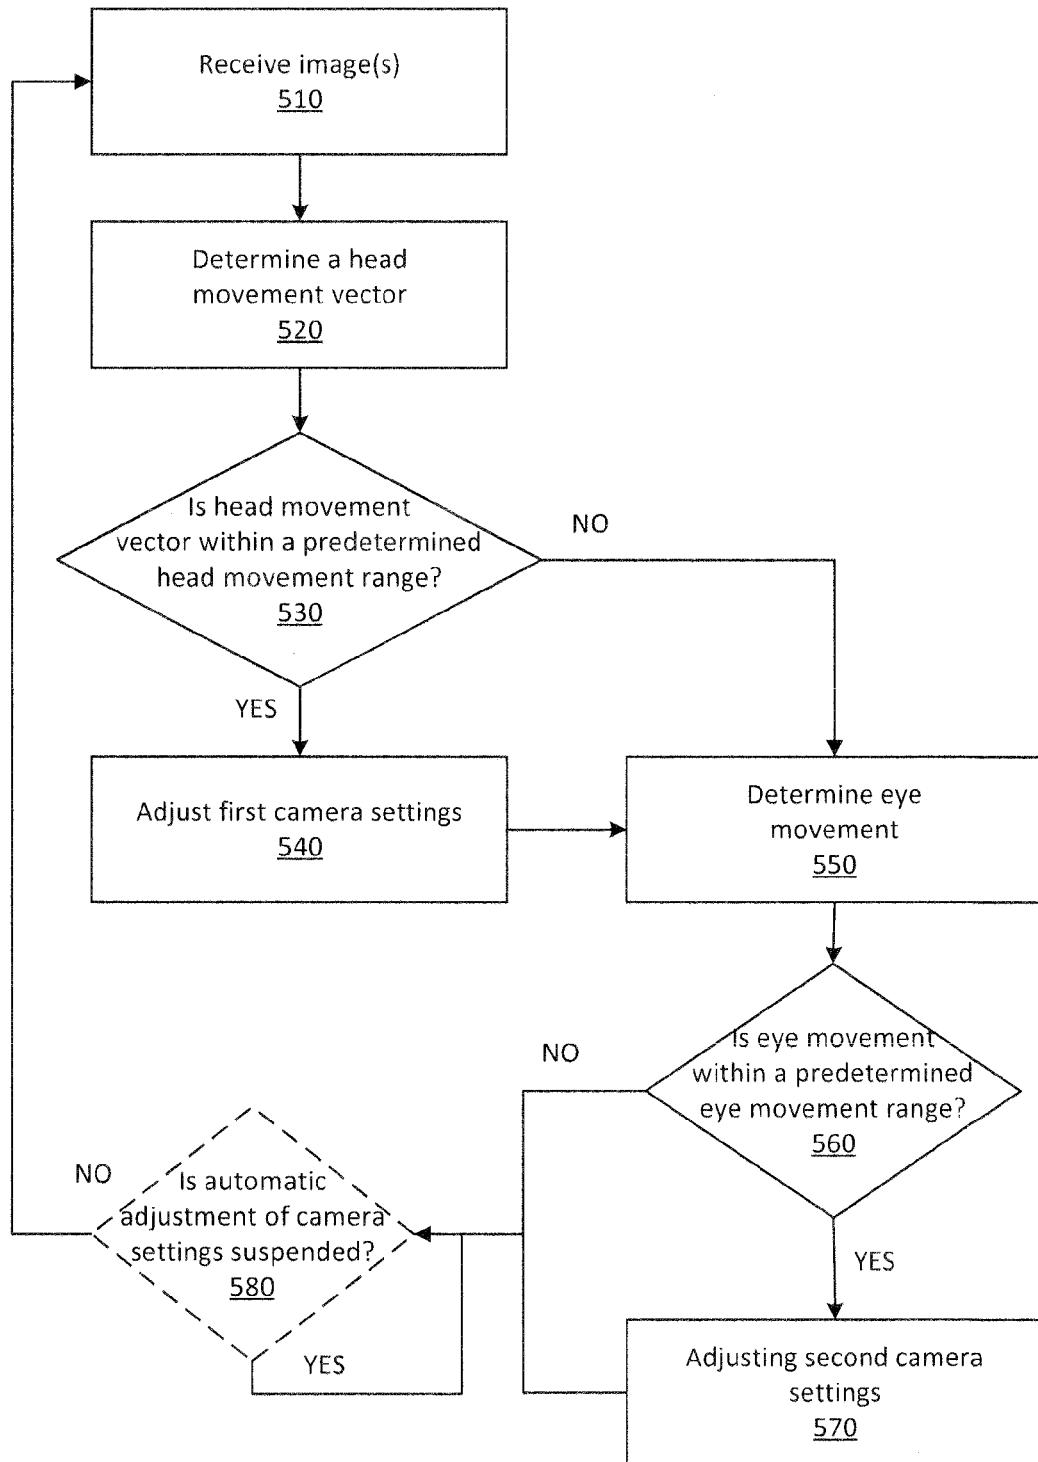 Receive image(s)
510
Determine a head
movement vector
520
Is head movement
vector within a predetermined
head movement range?
530
NO
YES
Adjust first camera settings
540
Determine eye
movement
550
Is eye movement
within a predetermined
eye movement range?
560
NO
YES
Is automatic
adjustment of camera
settings suspended?
580
NO
YES
Adjusting second camera
settings
570